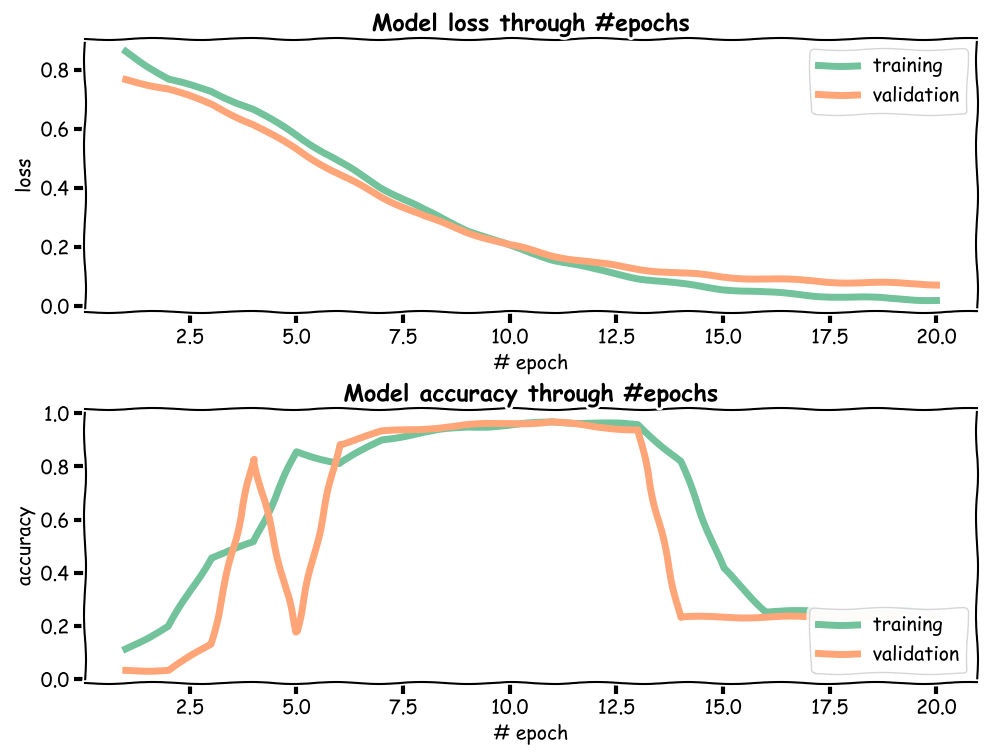 Model loss through #epochs
0.8
0.6
0.4
0.2
0.0
loss
training
validation
2.5 5.0 7.5 10.0 12.5 15.0 17.5 20.0
# epoch
Model accuracy through #epochs
1.0
0.8
0.6
0.4
0.2
0.0
accuracy
training
validation
2.5 5.0 7.5 10.0 12.5 15.0 17.5 20.0
# epoch